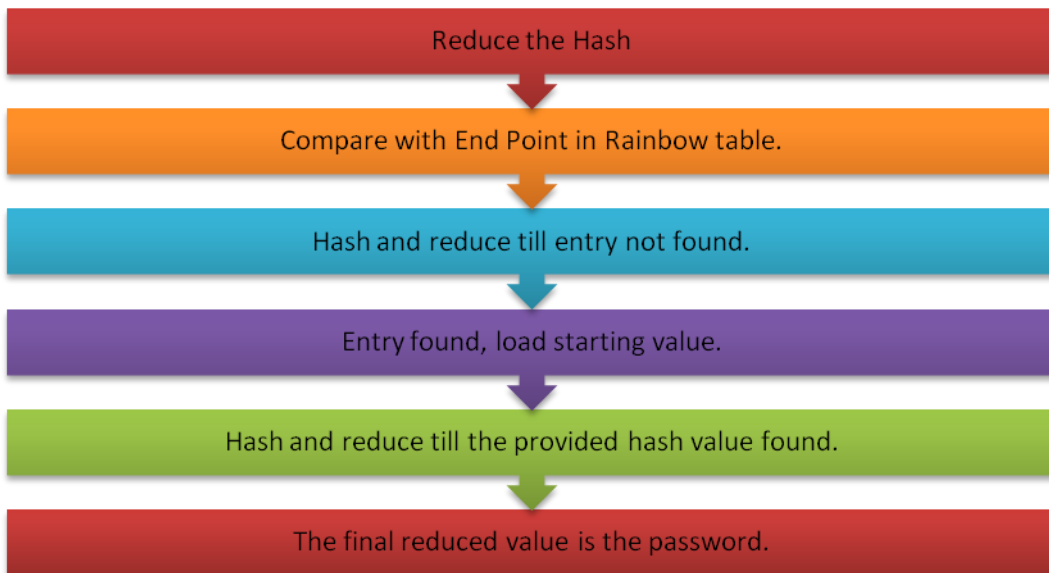 Reduce the Hash
Compare with End Point in Rainbow table.
Hash and reduce till entry not found.
Entry found, load starting value.
Hash and reduce till the provided hash value found.
The final reduced value is the password.